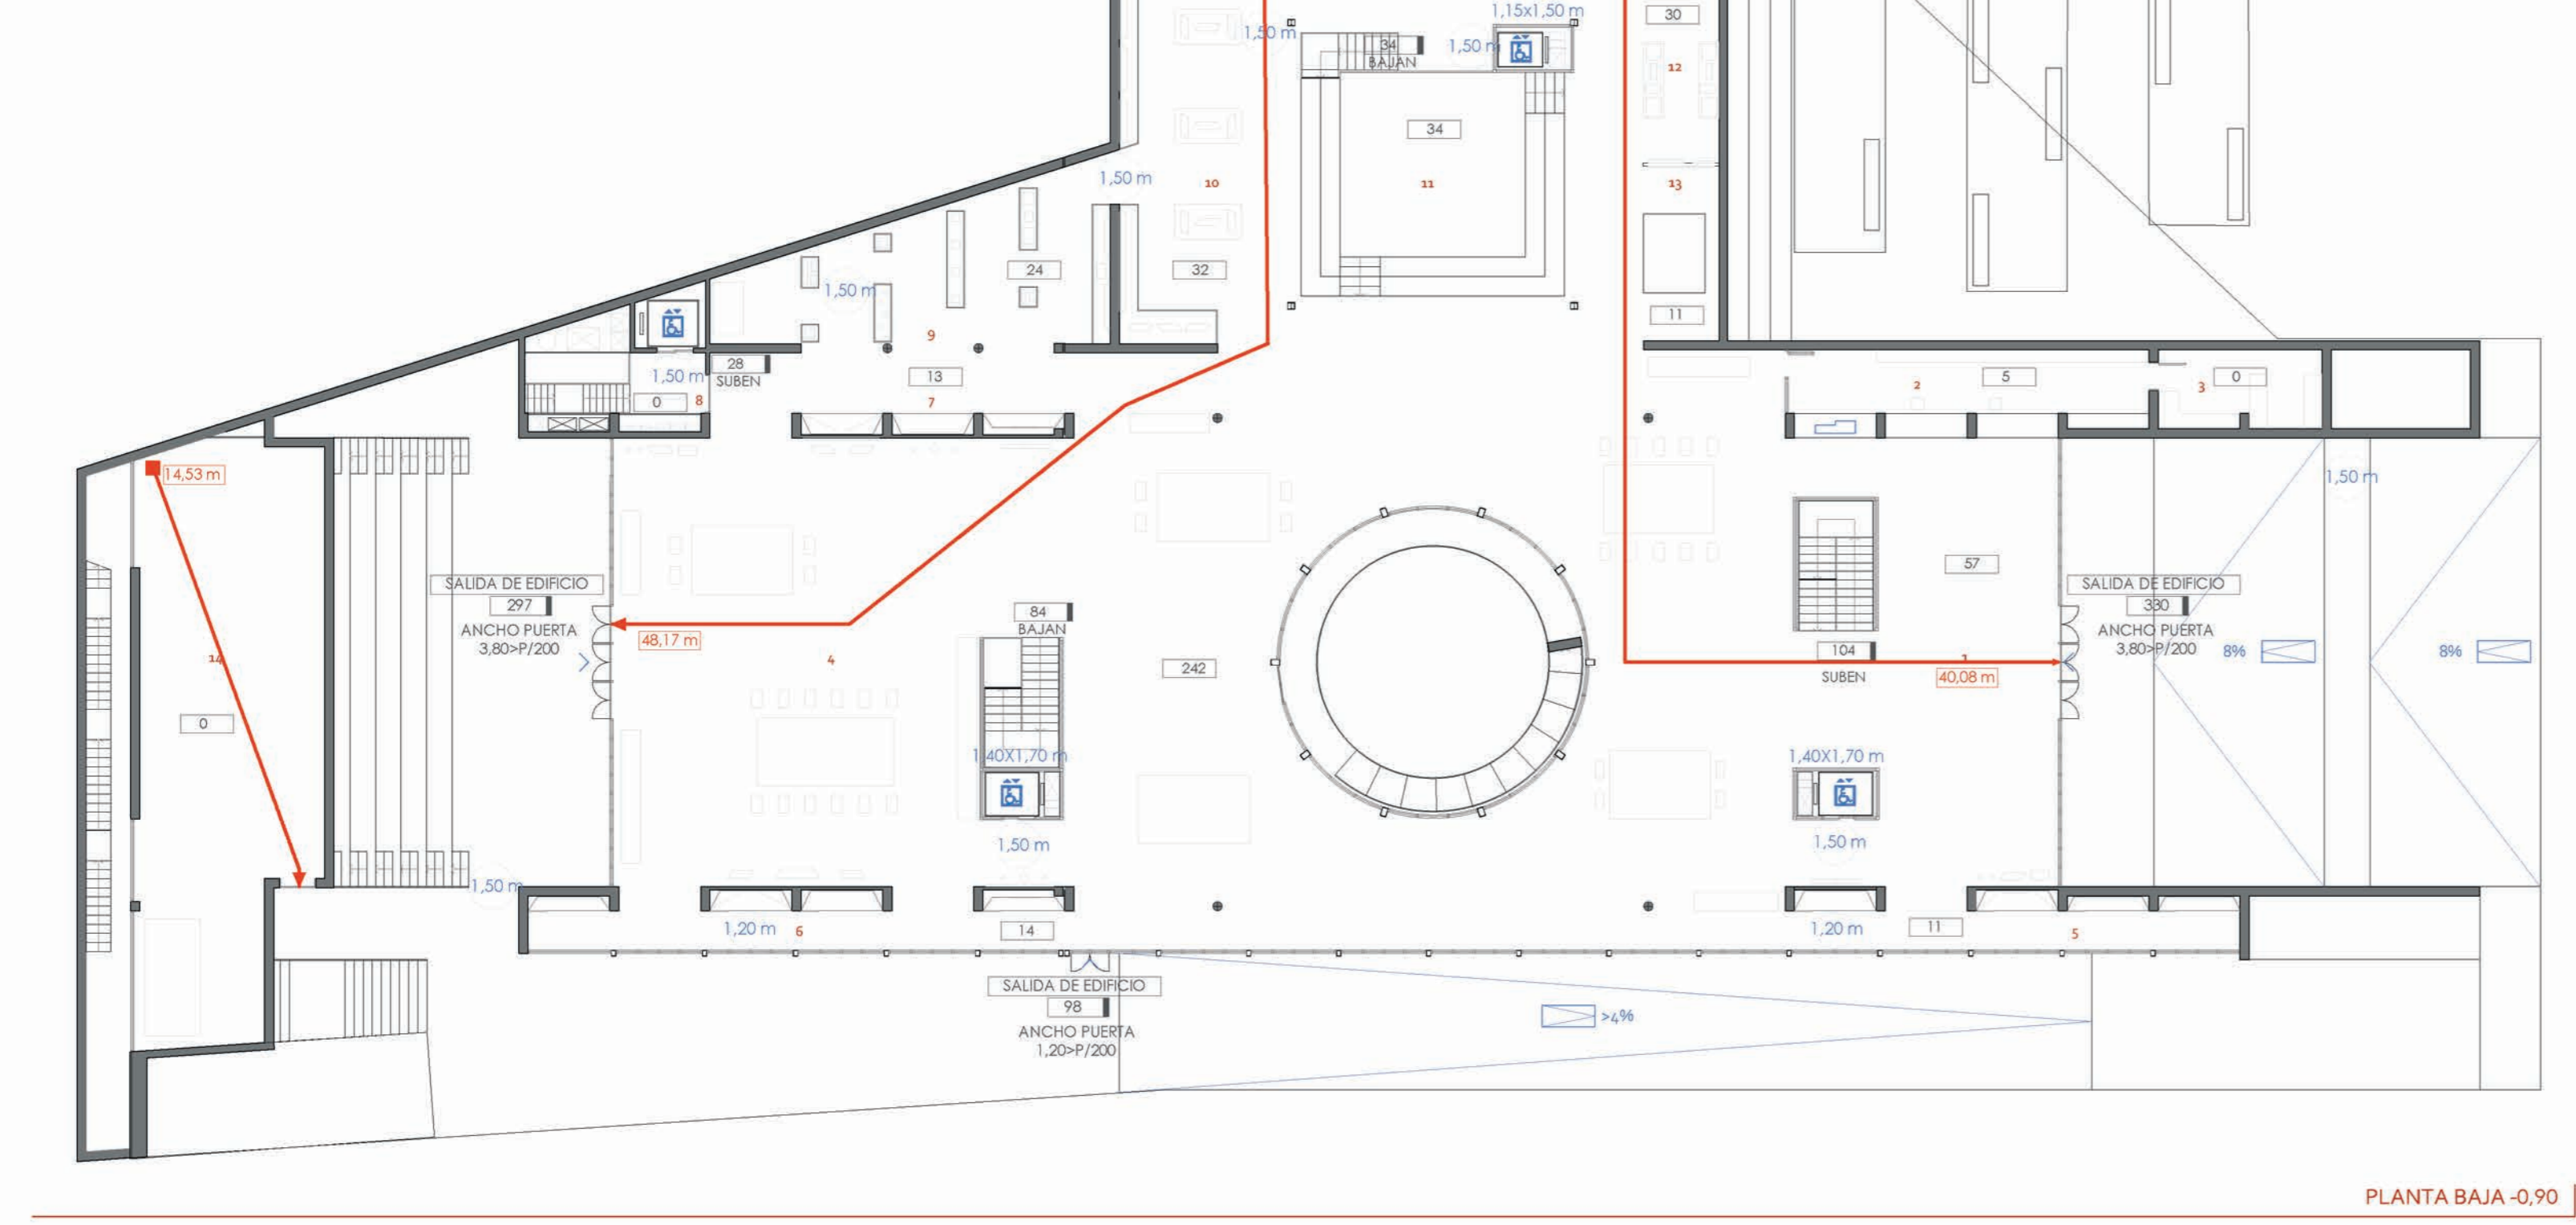 1,15x1,50 m
30
1,50 m
34
BAJAN
1,50 m
12
34
1,50 m
10
11
13
24
32
1,50 m
11
9
28
SUBEN
1,50 m
13
0
8
7
5
2
0
3
14,53 m
1,50 m
57
SALIDA DE EDIFICIO
297
ANCHO PUERTA
3,80>P/200
84
BAJAN
SALIDA DE EDIFICIO
330
ANCHO PUERTA
3,80>P/200
48,17 m
4
242
104
SUBEN
1
40,08 m
8%
8%
14
0
1,40X1,70 m
1,40X1,70 m
1,50 m
1,50 m
1,50 m
1,20 m
6
14
1,20 m
11
5
SALIDA DE EDIFICIO
98
ANCHO PUERTA
1,20>P/200
>4%
PLANTA BAJA -0,90